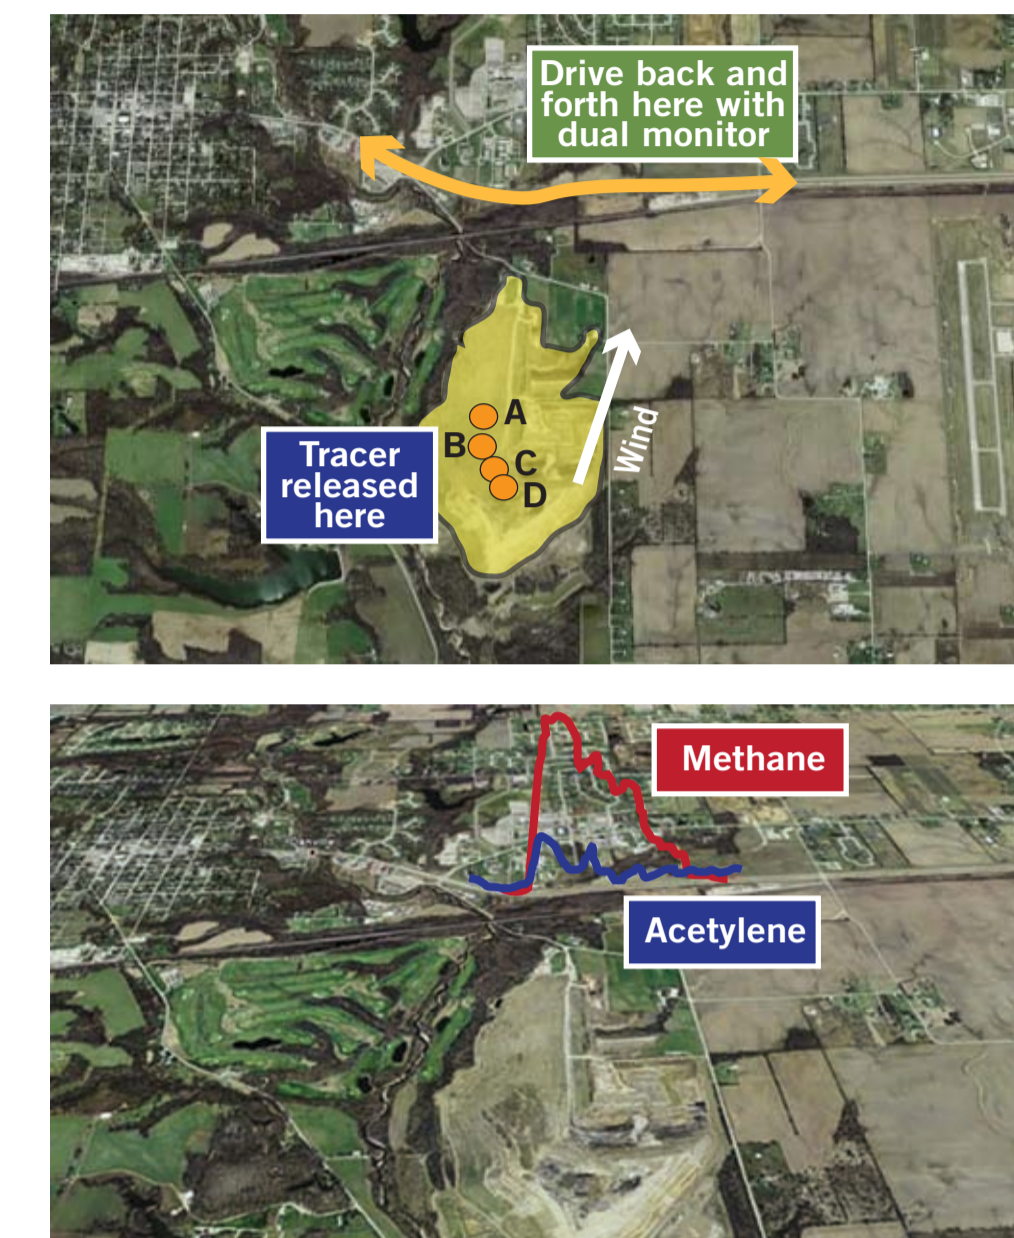 Drive back and
forth here with
dual monitor
A
B
C
D
Tracer
released
here
Wind
Methane
Acetylene